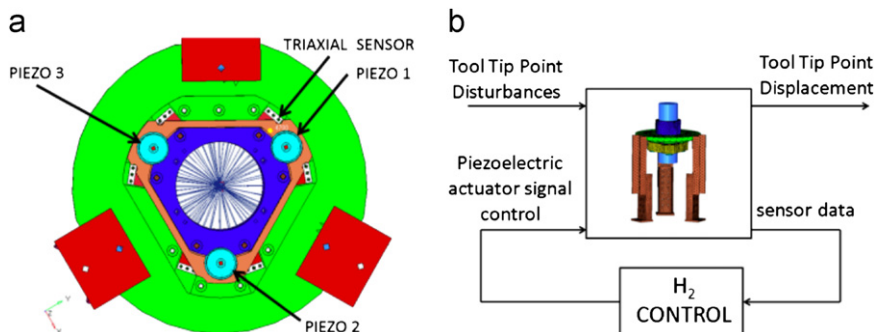 a
TRIAXIAL SENSOR
PIEZO 3
PIEZO 1
PIEZO 2
b
Tool Tip Point
Disturbances
Tool Tip Point
Displacement
Piezoelectric
actuator signal
control
sensor data
H₂
CONTROL